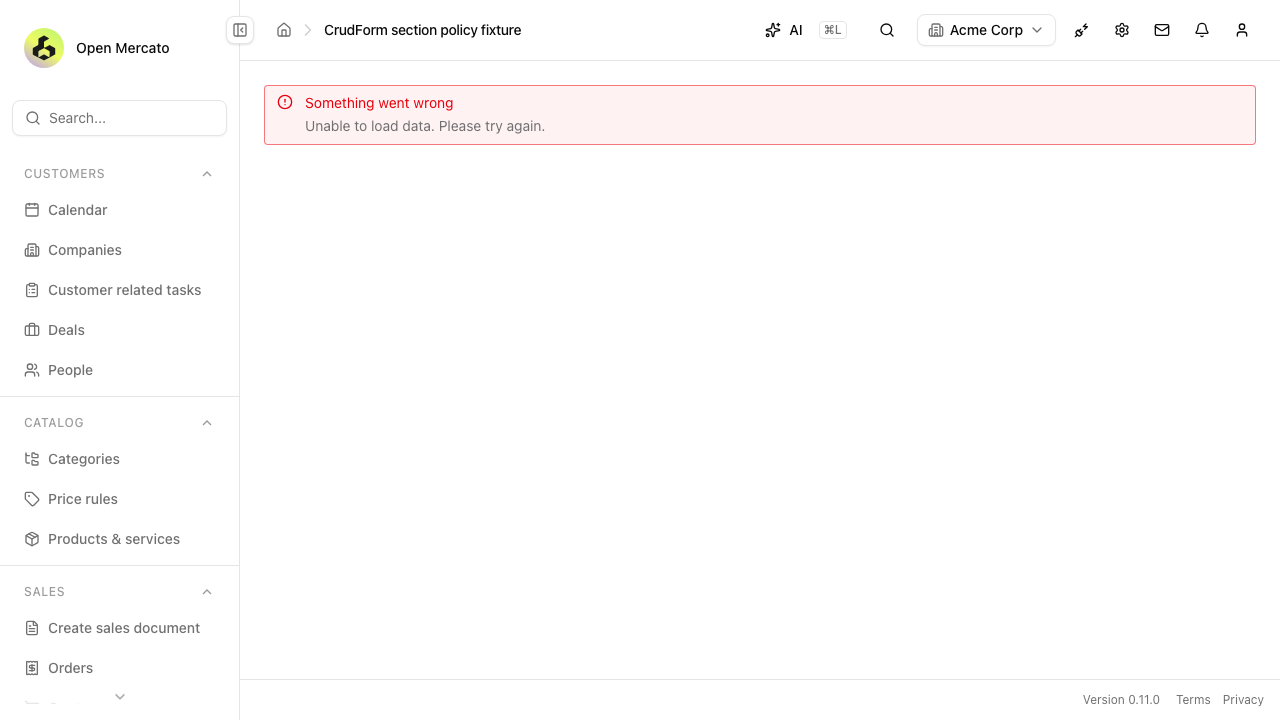 Open Mercato
CrudForm section policy fixture
AI
⌘L
Acme Corp
Search...
Something went wrong
Unable to load data. Please try again.
CUSTOMERS
Calendar
Companies
Customer related tasks
Deals
People
CATALOG
Categories
Price rules
Products & services
SALES
Create sales document
Orders
Version 0.11.0
Terms
Privacy